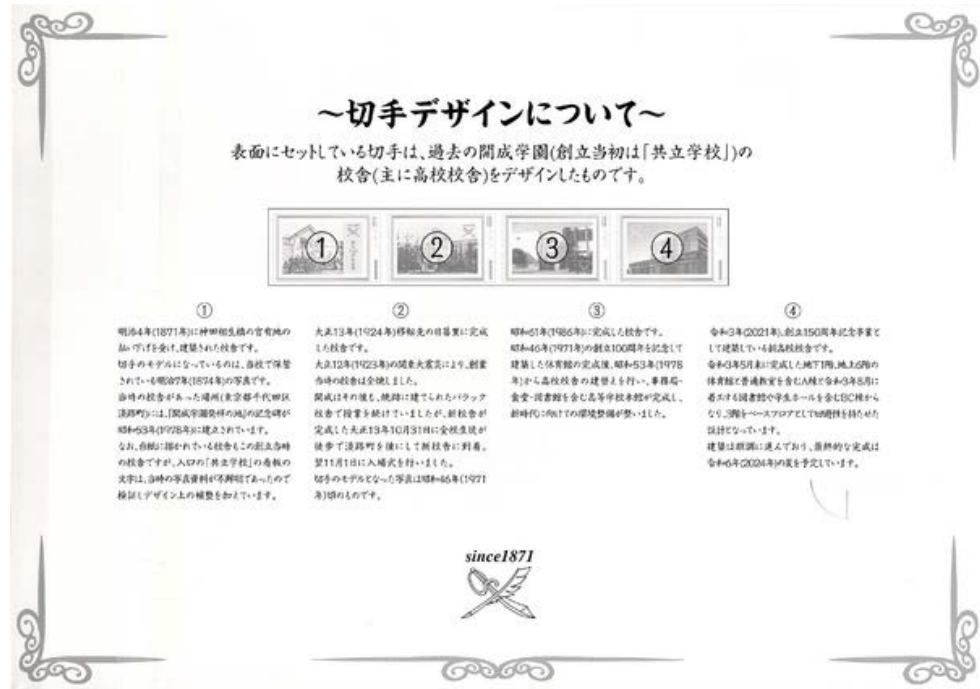 ～切手デザインについて～
表面にセットしている切手は、過去の開成学園(創立当初は「共立学校」)の
校舎(主に高校校舎)をデザインしたものです。
① ② ③ ④
①
明治4年(1871年)に神田相生橋の官有地の
払い下げを受け、建築された校舎です。
切手のモデルになっているのは、当校で保管
されている明治7年(1874年)の写真です。
当時の校舎があった場所(東京都千代田区
淡路町)には、「開成学園発祥の地」の記念碑が
昭和53年(1978年)に建立されています。
なお、台紙に描かれている校舎もこの創立当時
の校舎ですが、入口の「共立学校」の看板の
文字は、当時の写真資料が不鮮明であったので
検証しデザイン上の補整を加えています。
②
大正13年(1924年)移転先の日暮里に完成
した校舎です。
大正12年(1923年)の関東大震災により、創業
当時の校舎は全焼しました。
開成はその後も、焼跡に建てられたバラック
校舎で授業を続けていましたが、新校舎が
完成した大正13年10月31日に全校生徒が
徒歩で淡路町を後にして新校舎に到着。
翌11月1日に入場式を行いました。
切手のモデルとなった写真は昭和46年(1971
年)頃のものです。
③
昭和61年(1986年)に完成した校舎です。
昭和46年(1971年)の創立100周年を記念して
建築した体育館の完成後、昭和53年(1978
年)から高校校舎の建替えを行い、事務局・
食堂・図書館を含む高等学校本館が完成し、
新時代に向けての環境整備が整いました。
④
令和3年(2021年)、創立150周年記念事業と
して建築している新高校校舎です。
令和3年5月末に完成した地下1階、地上6階の
体育館と普通教室を含むA棟と令和3年8月に
着工する図書館や学生ホールを含むBC棟から
なり、3階をベースフロアとして回遊性を持たせた
設計となっています。
建築は順調に進んでおり、最終的な完成は
令和6年(2024年)の夏を予定しています。
since1871